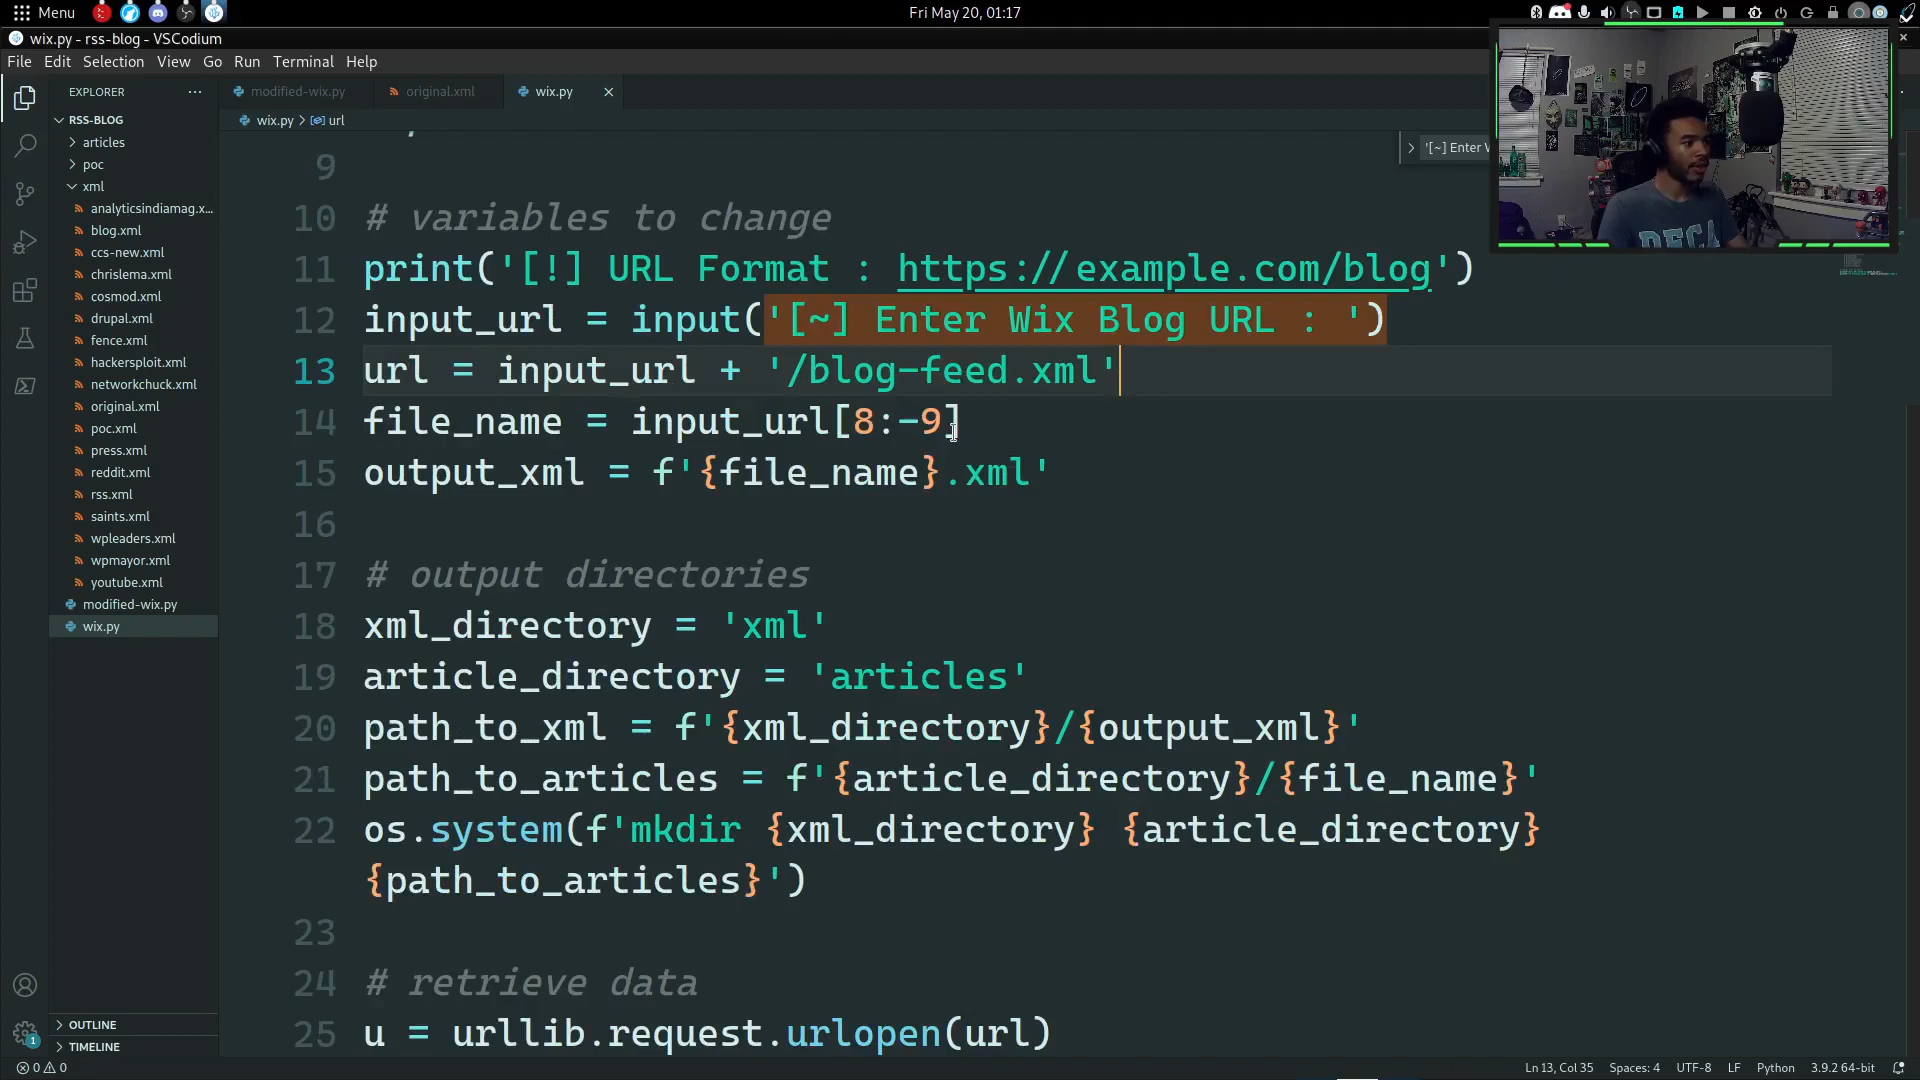 Menu
Fri May 20, 01:17
wix.py - rss-blog - VSCodium
File Edit Selection View Go Run Terminal Help
EXPLORER
modified-wix.py
original.xml
wix.py
wix.py > url
RSS-BLOG
articles
poc
xml
analyticsindiamag.x...
blog.xml
ccs-new.xml
chrislema.xml
cosmod.xml
drupal.xml
fence.xml
hackersploit.xml
networkchuck.xml
original.xml
poc.xml
press.xml
reddit.xml
rss.xml
saints.xml
wpleaders.xml
wpmayor.xml
youtube.xml
modified-wix.py
wix.py
OUTLINE
TIMELINE
'[~] Enter W
DECA
9
10 # variables to change
11 print('[!] URL Format : https://example.com/blog')
12 input_url = input('[~] Enter Wix Blog URL : ')
13 url = input_url + '/blog-feed.xml'
14 file_name = input_url[8:-9]
15 output_xml = f'{file_name}.xml'
16
17 # output directories
18 xml_directory = 'xml'
19 article_directory = 'articles'
20 path_to_xml = f'{xml_directory}/{output_xml}'
21 path_to_articles = f'{article_directory}/{file_name}'
22 os.system(f'mkdir {xml_directory} {article_directory}
{path_to_articles}')
23
24 # retrieve data
25 u = urllib.request.urlopen(url)
1
0 0
Ln 13, Col 35 Spaces: 4 UTF-8 LF Python 3.9.2 64-bit